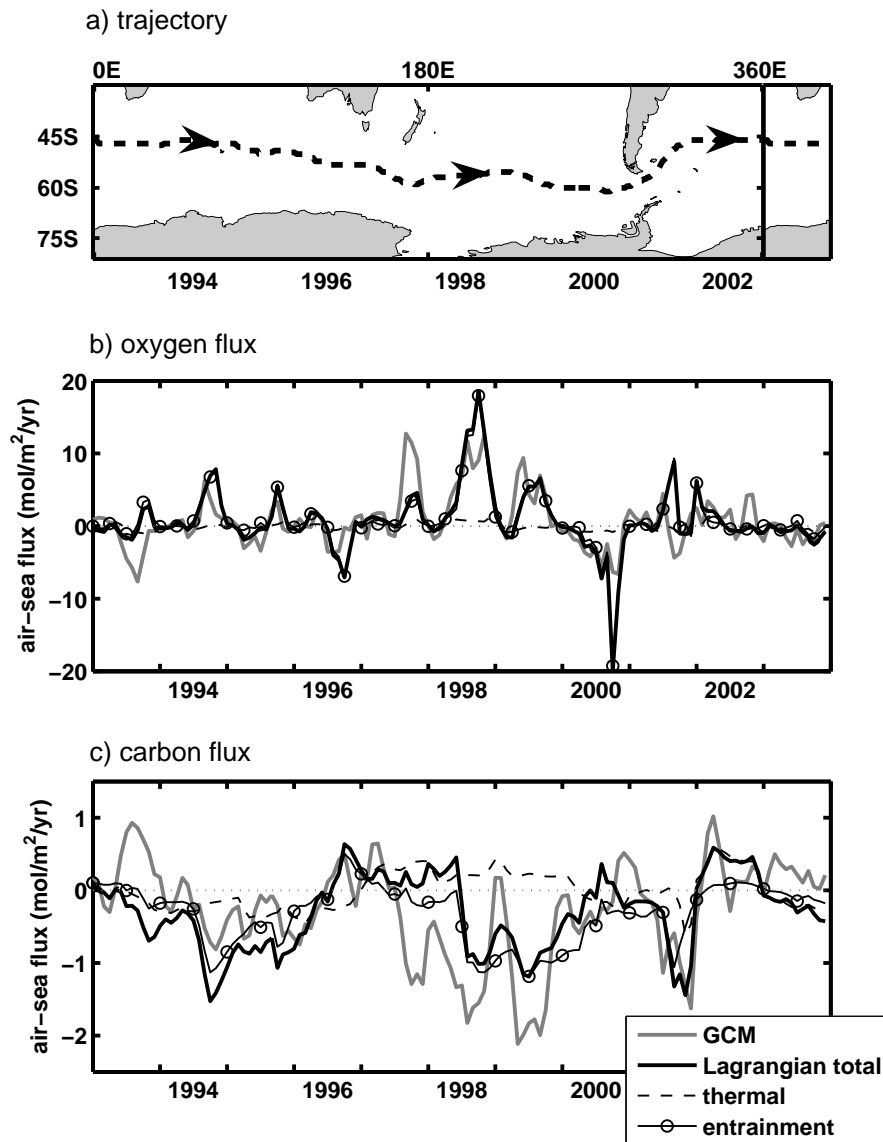 a) trajectory
0E 180E 360E
45S
60S
75S
1994 1996 1998 2000 2002
b) oxygen flux
air−sea flux (mol/m²/yr)
20
10
0
−10
−20
1994 1996 1998 2000 2002
c) carbon flux
air−sea flux (mol/m²/yr)
1
0
−1
−2
1994 1996 1998 2000
GCM
Lagrangian total
thermal
entrainment